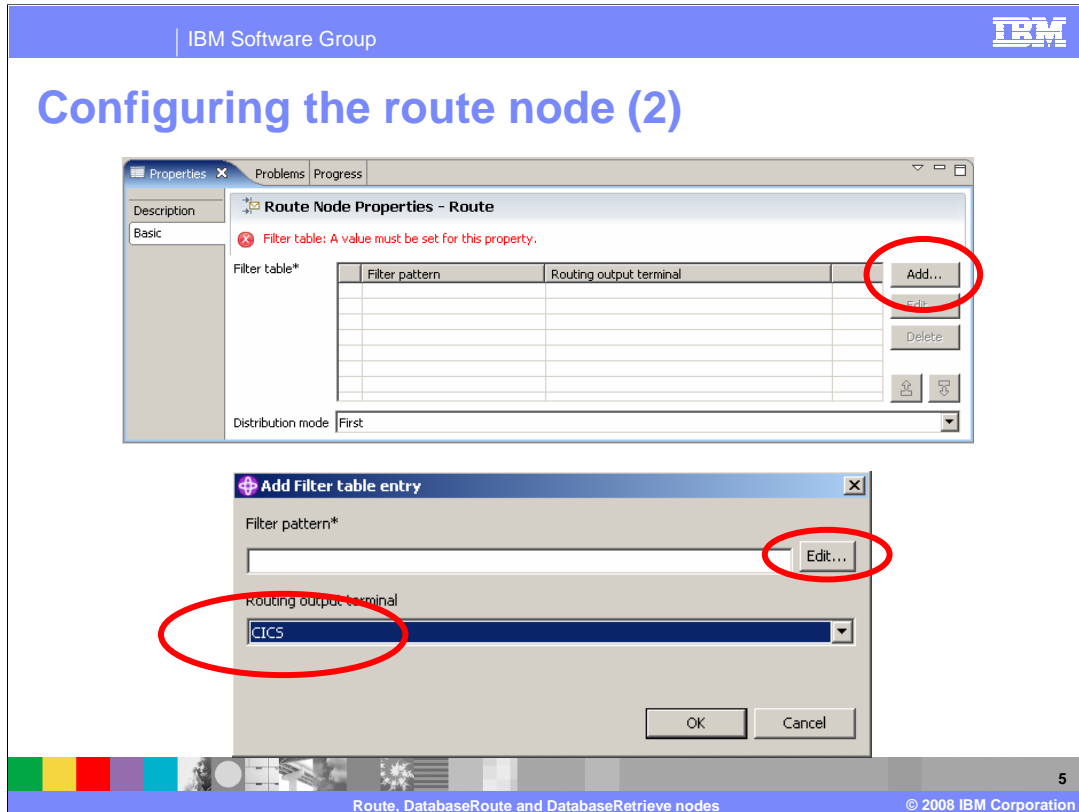 IBM Software Group
IBM
Configuring the route node (2)
Properties Problems Progress
Description
Basic
Route Node Properties - Route
Filter table: A value must be set for this property.
Filter table*
Filter pattern Routing output terminal
Add...
Edit...
Delete
Distribution mode First
Add Filter table entry
Filter pattern*
Edit...
Routing output terminal
CICS
OK Cancel
5
Route, DatabaseRoute and DatabaseRetrieve nodes
© 2008 IBM Corporation